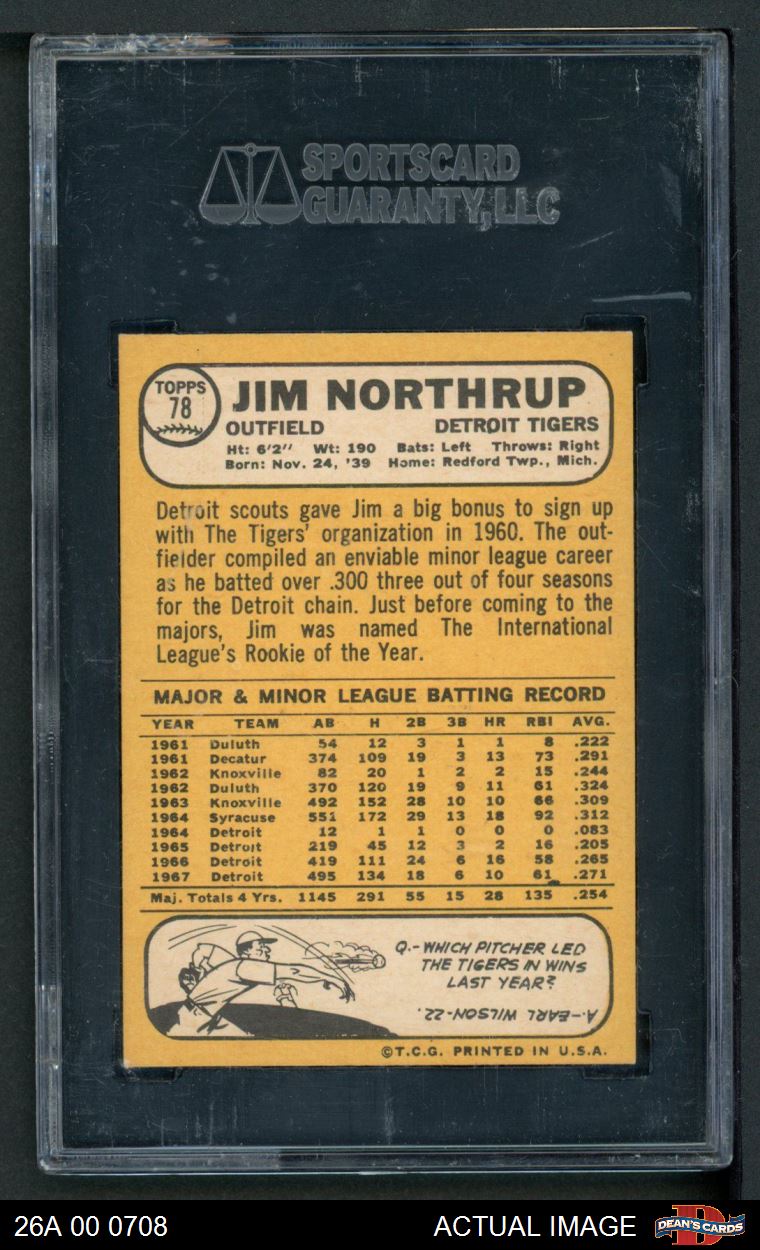 SPORTSCARD
GUARANTY, LLC
TOPPS
78
JIM NORTHRUP
OUTFIELD DETROIT TIGERS
Ht: 6'2" Wt: 190 Bats: Left Throws: Right
Born: Nov. 24, '39 Home: Redford Twp., Mich.
Detroit scouts gave Jim a big bonus to sign up
with The Tigers' organization in 1960. The out-
fielder compiled an enviable minor league career
as he batted over .300 three out of four seasons
for the Detroit chain. Just before coming to the
majors, Jim was named The International
League's Rookie of the Year.
MAJOR & MINOR LEAGUE BATTING RECORD
YEAR TEAM AB H 2B 3B HR RBI AVG.
1961 Duluth 54 12 3 1 1 8 .222
1961 Decatur 374 109 19 3 13 73 .291
1962 Knoxville 82 20 1 2 2 15 .244
1962 Duluth 370 120 19 9 11 61 .324
1963 Knoxville 492 152 28 10 10 66 .309
1964 Syracuse 551 172 29 13 18 92 .312
1964 Detroit 12 1 1 0 0 0 .083
1965 Detroit 219 45 12 3 2 16 .205
1966 Detroit 419 111 24 6 16 58 .265
1967 Detroit 495 134 18 6 10 61 .271
Maj. Totals 4 Yrs. 1145 291 55 15 28 135 .254
Q.-WHICH PITCHER LED
THE TIGERS IN WINS
LAST YEAR?
A.-EARL WILSON-22.
©T.C.G. PRINTED IN U.S.A.
26A 00 0708 ACTUAL IMAGE DEAN'S CARDS